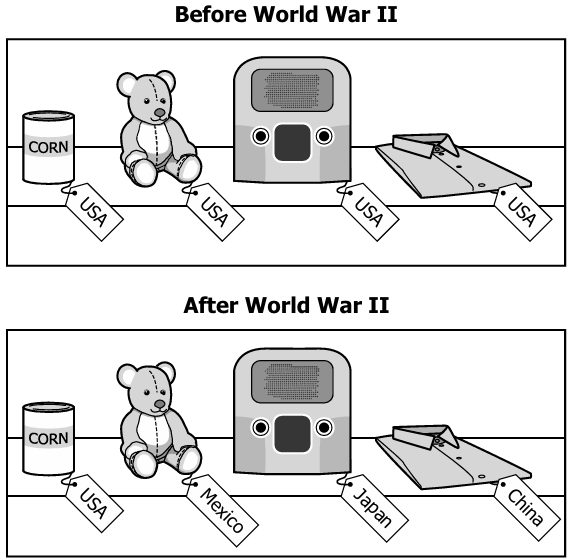 Before World War II
CORN
USA
USA
USA
USA
After World War II
CORN
USA
Mexico
Japan
China